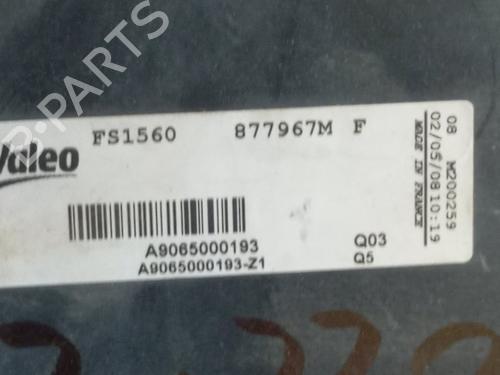 Valeo
FS1560 877967M F
A9065000193
A9065000193-Z1
Q03
Q5
08 M200259
02/05/08 10:19
MADE IN FRANCE
B-PARTS